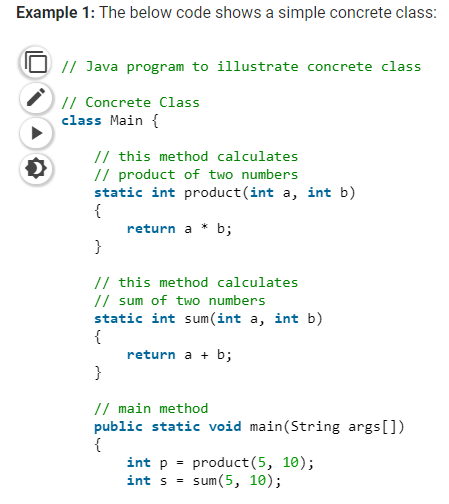 Example 1: The below code shows a simple concrete class:
// Java program to illustrate concrete class
// Concrete Class
class Main {
// this method calculates
// product of two numbers
static int product(int a, int b)
{
return a * b;
}
// this method calculates
// sum of two numbers
static int sum(int a, int b)
{
return a + b;
}
// main method
public static void main(String args[])
{
int p = product(5, 10);
int s = sum(5, 10);